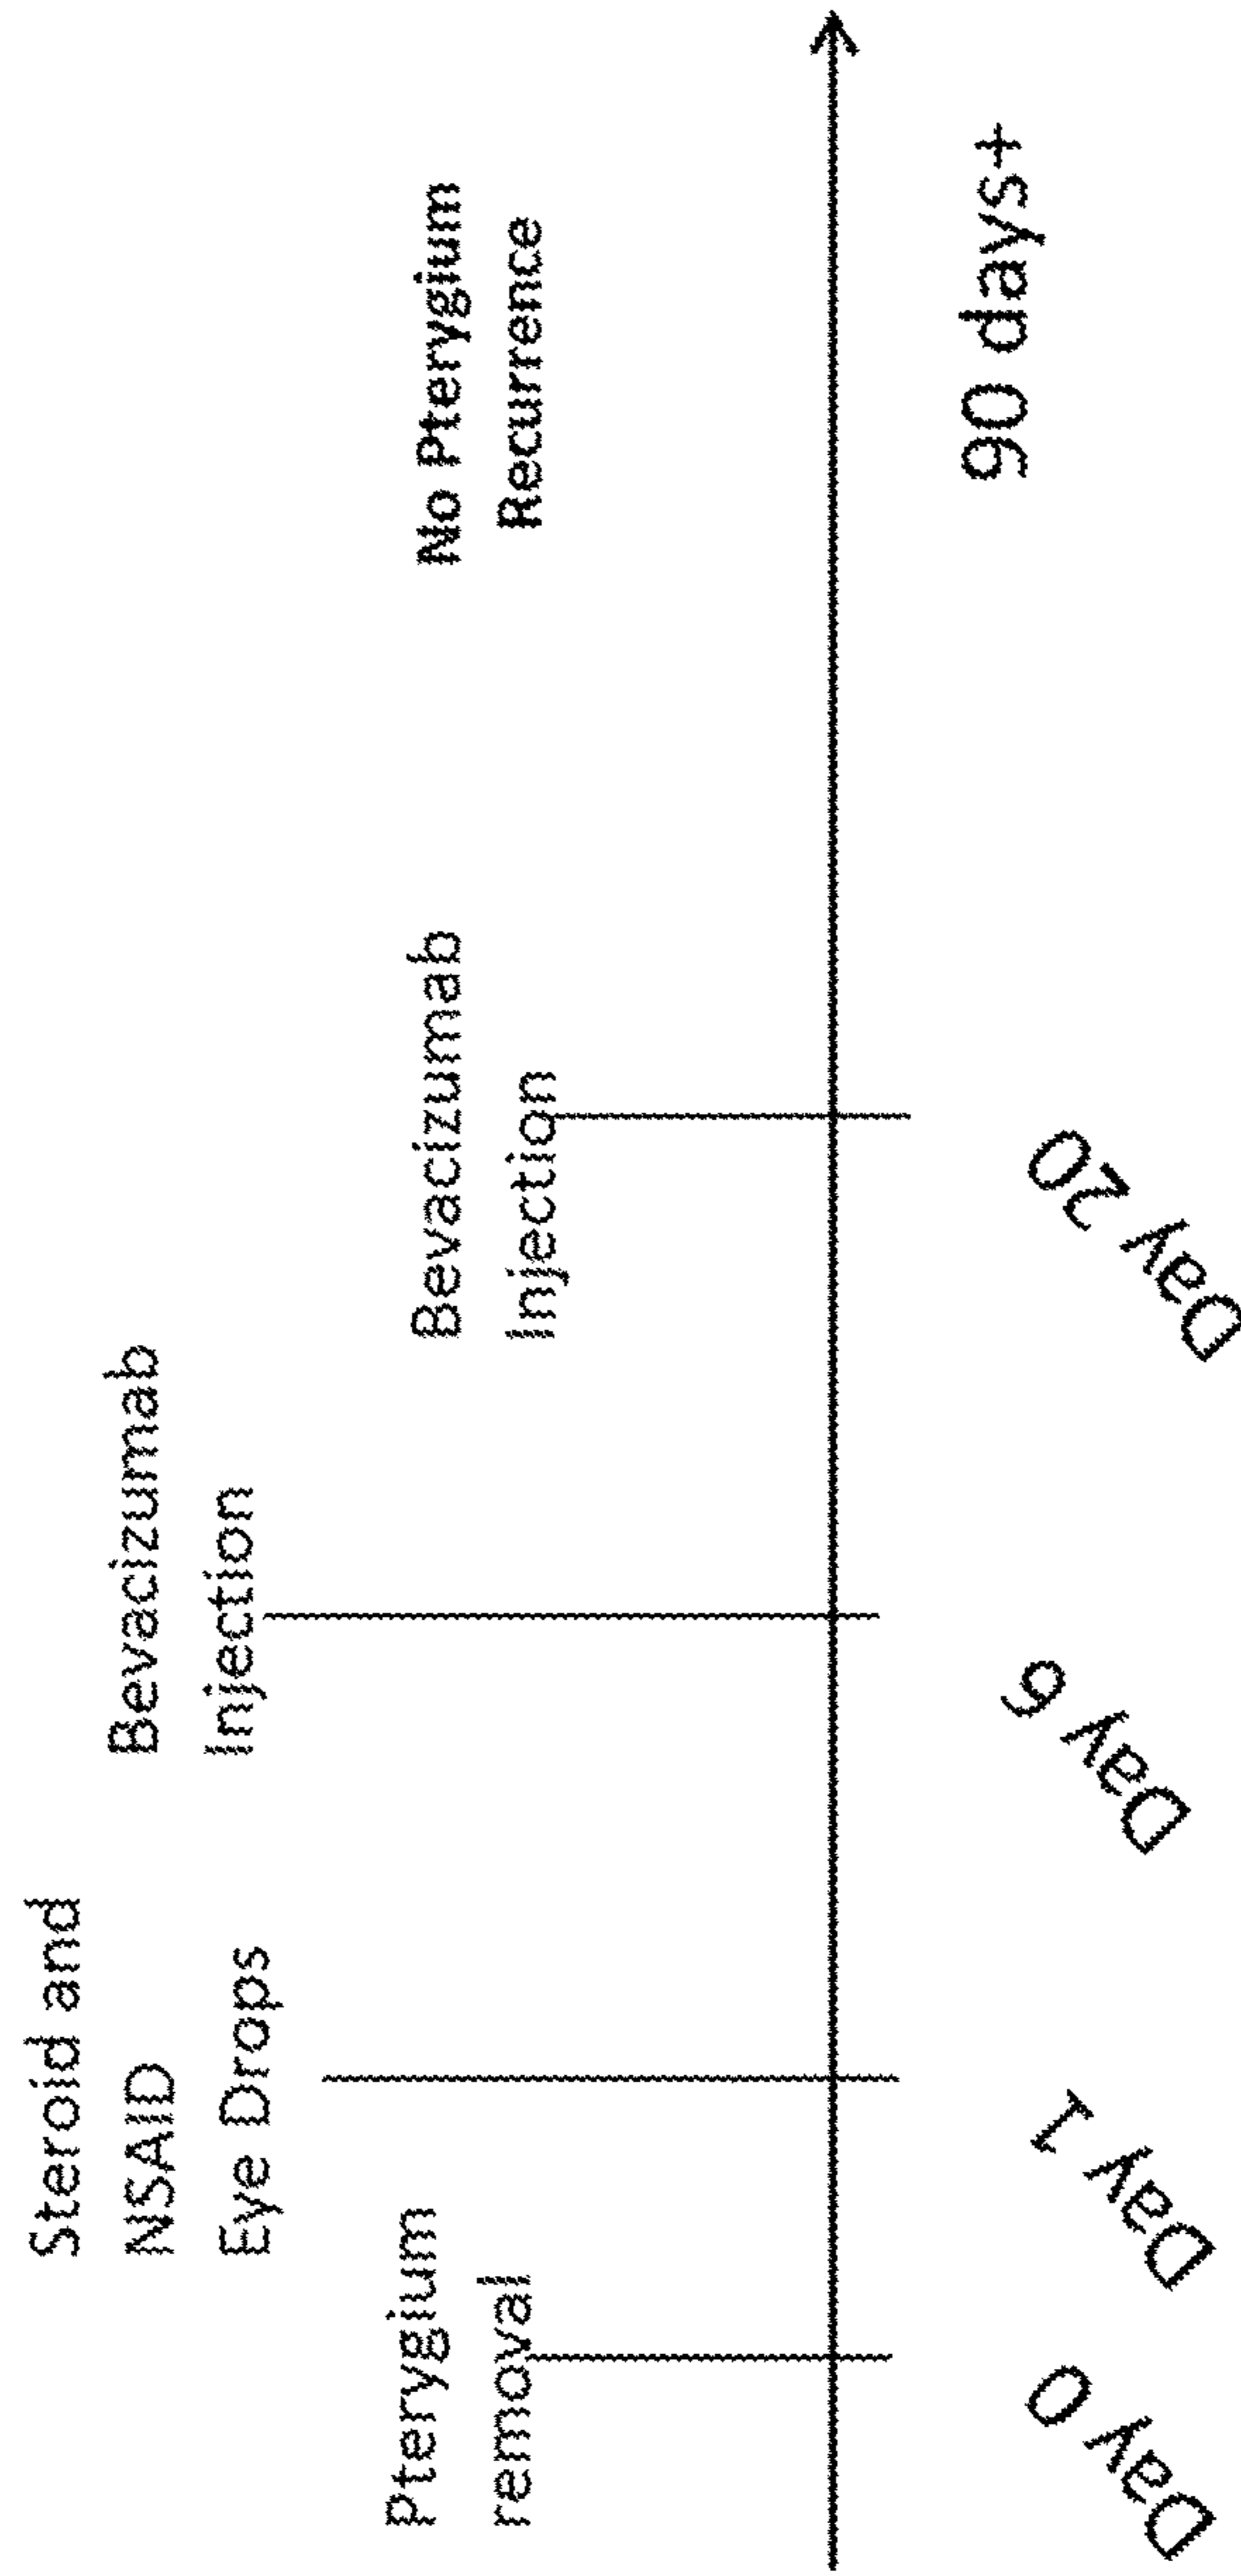 Steroid and
NSAID
Eye Drops
Bevacizumab
Injection
Pterygium
removal
Bevacizumab
Injection
No Pterygium
Recurrence
Day 0
Day 1
Day 6
Day 20
90 days+